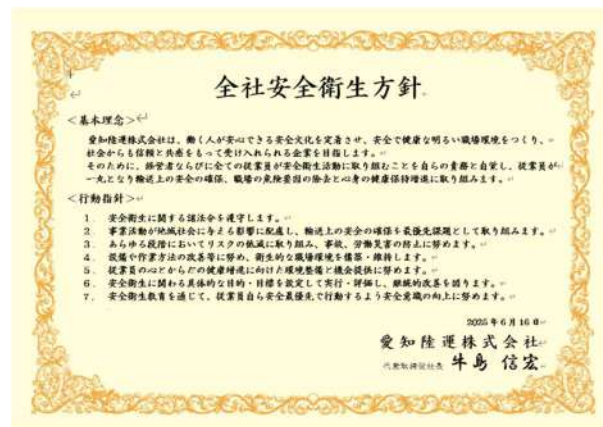 全社安全衛生方針
<基本理念>
愛知陸運株式会社は、働く人が安心できる安全文化を定着させ、安全で健康な明るい職場環境をつくり、
社会からも信頼と共感をもって受け入れられる企業を目指します。
そのために、経営者ならびに全ての従業員が安全衛生活動に取り組むことを自らの責務と自覚し、従業員が
一丸となり輸送上の安全の確保、職場の危険要因の除去と心身の健康保持増進に取り組みます。
<行動指針>
1. 安全衛生に関する諸法令を遵守します。
2. 事業活動が地域社会に与える影響に配慮し、輸送上の安全の確保を最優先課題として取り組みます。
3. あらゆる段階においてリスクの低減に取り組み、事故、労働災害の防止に努めます。
4. 設備や作業方法の改善等に努め、衛生的な職場環境を構築・維持します。
5. 従業員の心とからだの健康増進に向けた環境整備と機会提供に努めます。
6. 安全衛生に関わる具体的な目的・目標を設定して実行・評価し、継続的改善を図ります。
7. 安全衛生教育を通じて、従業員自ら安全最優先で行動するよう安全意識の向上に努めます。
2025年6月16日
愛知陸運株式会社
代表取締役社長 牛島 信宏